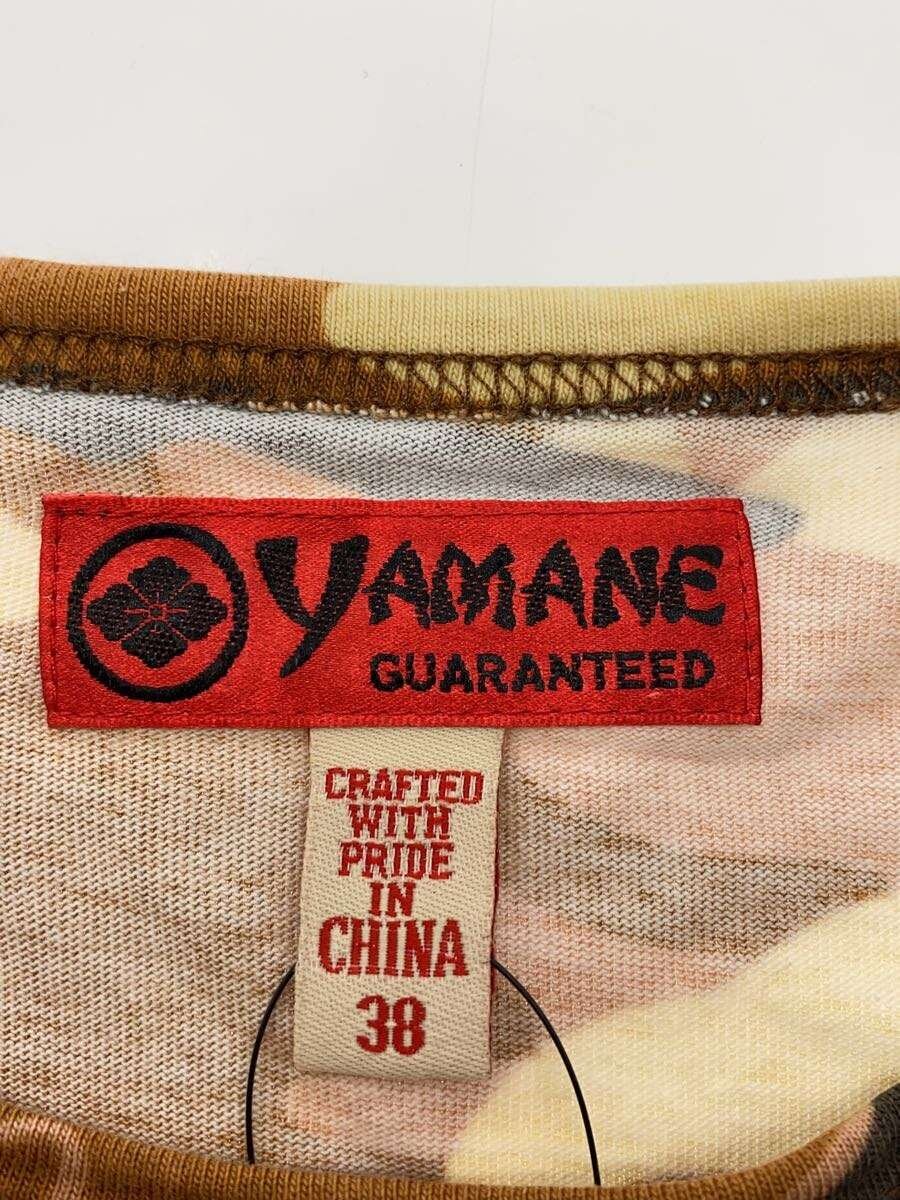 YAMANE
GUARANTEED
CRAFTED
WITH
PRIDE
IN
CHINA
38